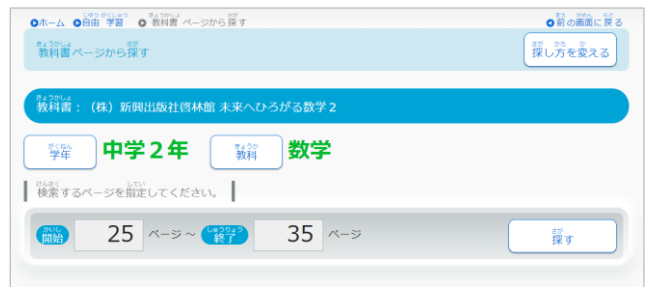 ホーム 自由 学習 教科書 ページから探す 前の画面に戻る
教科書ページから探す 探し方を変える
教科書：（株）新興出版社啓林館 未来へひろがる数学２
学年 中学２年 教科 数学
検索するページを指定してください。
開始 25 ページ ～ 終了 35 ページ 探す